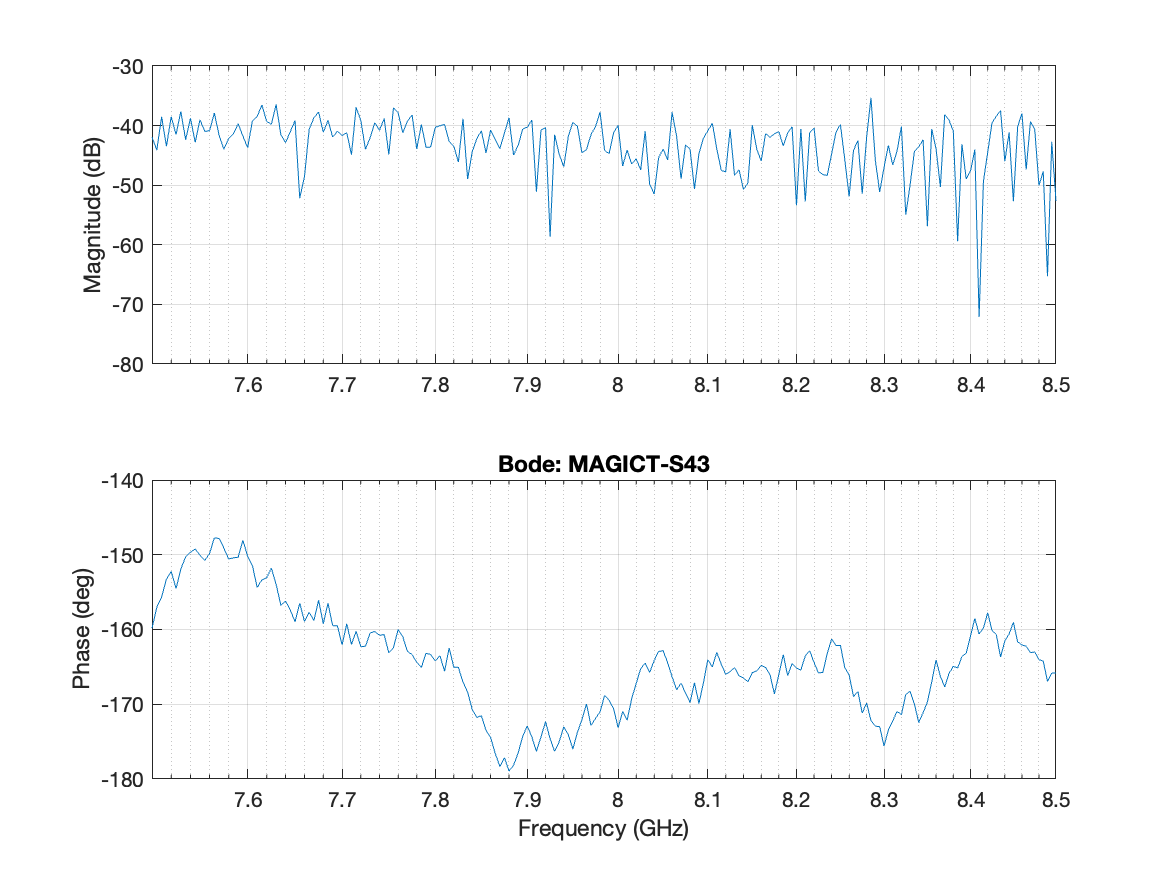 -30
-40
-50
-60
-70
-80
Magnitude (dB)
7.6 7.7 7.8 7.9 8 8.1 8.2 8.3 8.4 8.5
Bode: MAGICT-S43
-140
-150
-160
-170
-180
Phase (deg)
7.6 7.7 7.8 7.9 8 8.1 8.2 8.3 8.4 8.5
Frequency (GHz)